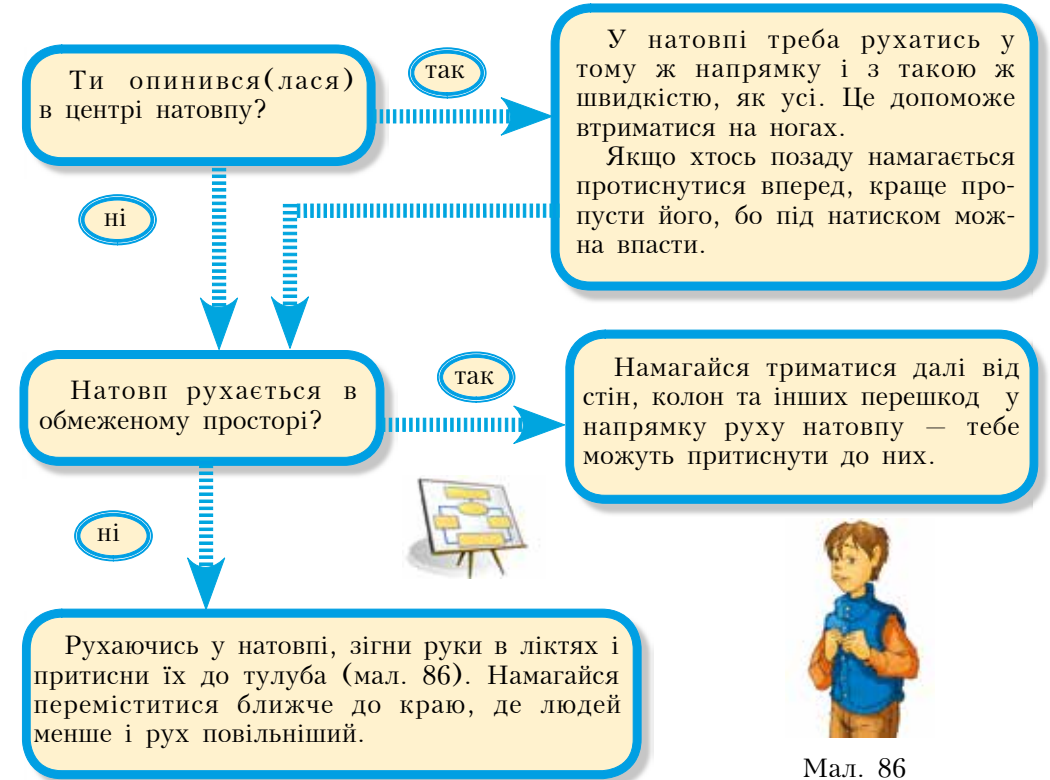 Ти опинився(лася)
в центрі натовпу?
так
У натовпі треба рухатись у
тому ж напрямку і з такою ж
швидкістю, як усі. Це допоможе
втриматися на ногах.
Якщо хтось позаду намагається
протиснутися вперед, краще про-
пусти його, бо під натиском мож-
на впасти.
ні
Натовп рухається в
обмеженому просторі?
так
Намагайся триматися далі від
стін, колон та інших перешкод у
напрямку руху натовпу — тебе
можуть притиснути до них.
ні
Рухаючись у натовпі, зігни руки в ліктях і
притисни їх до тулуба (мал. 86). Намагайся
переміститися ближче до краю, де людей
менше і рух повільніший.
Мал. 86